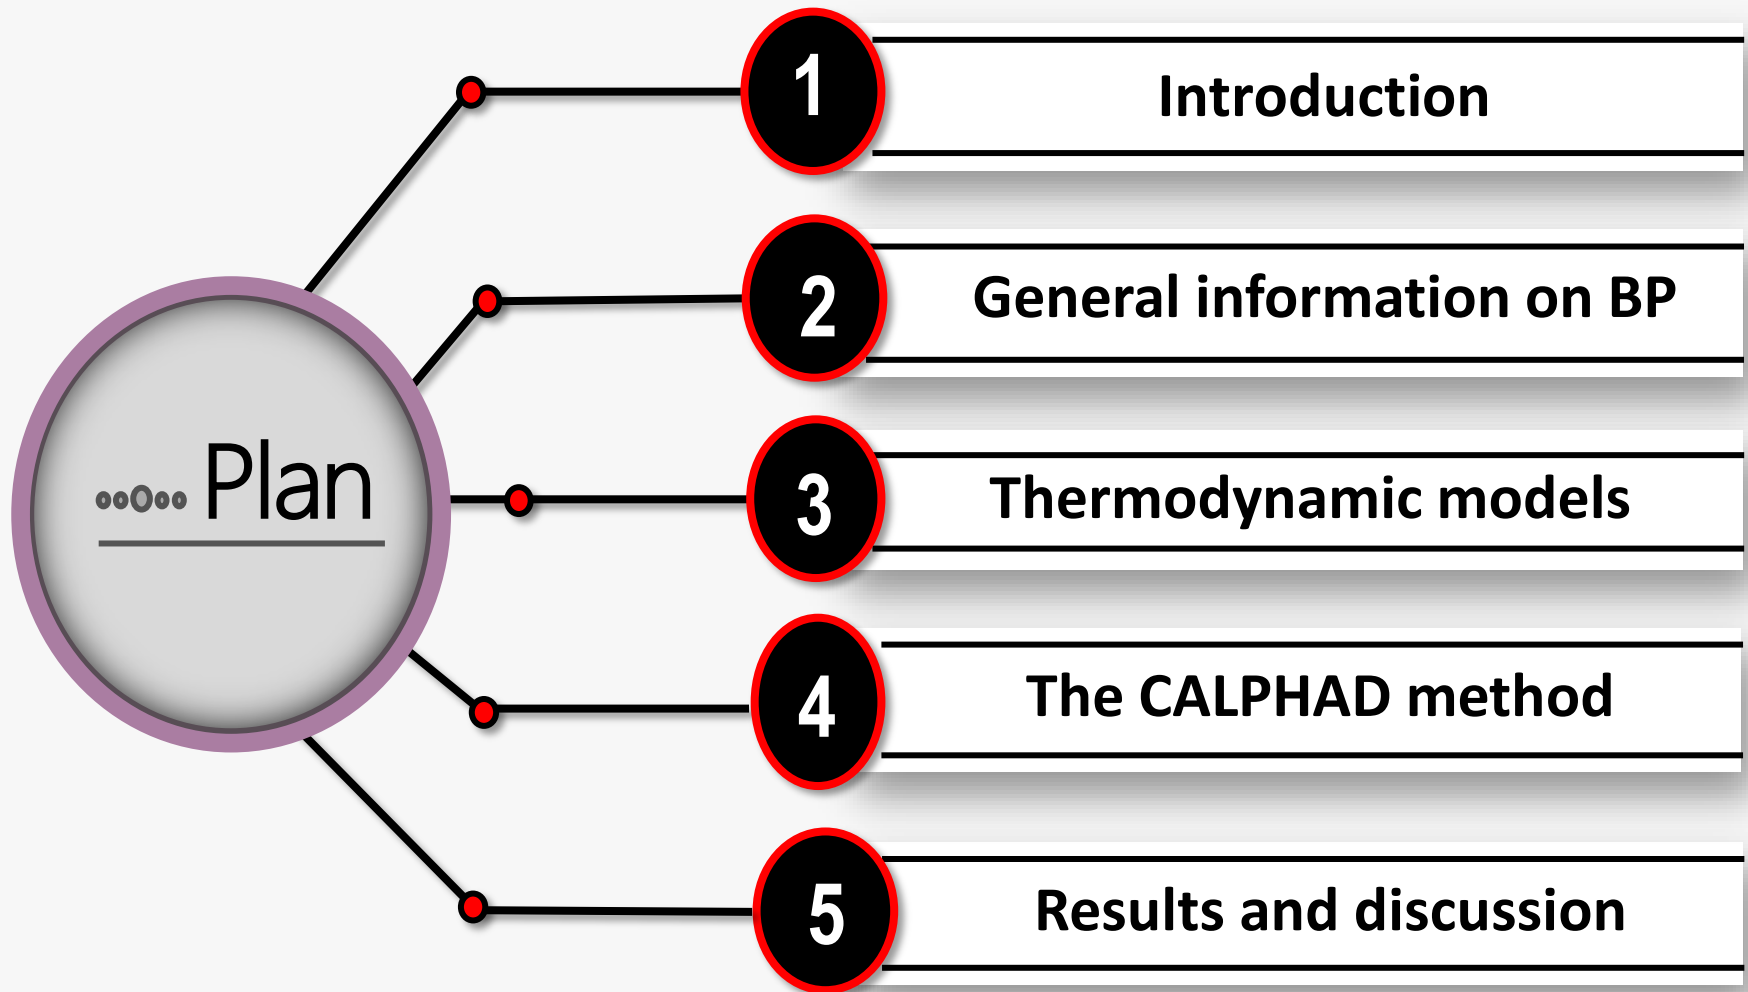 Plan
1
Introduction
2
General information on BP
3
Thermodynamic models
4
The CALPHAD method
5
Results and discussion